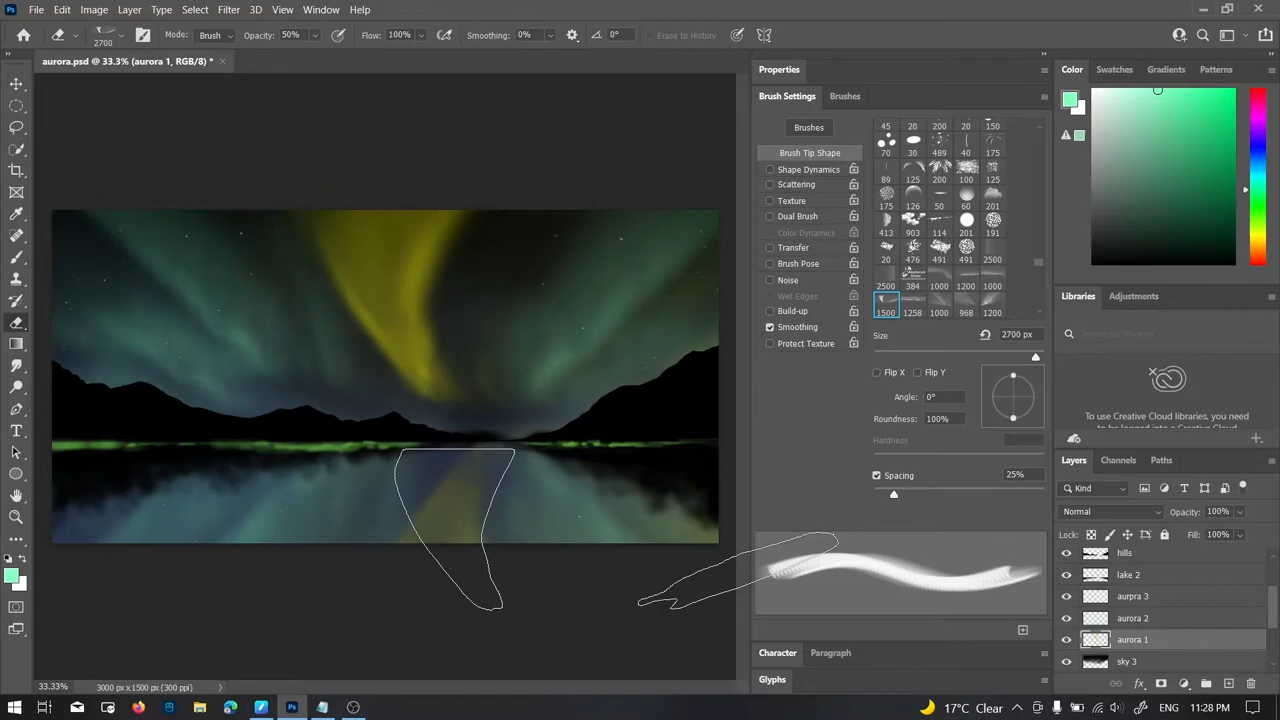 Ps File Edit Image Layer Type Select Filter 3D View Window Help
2700 Mode: Brush Opacity: 50% Flow: 100% Smoothing: 0% 0° Erase to History
aurora.psd @ 33.3% (aurora 1, RGB/8) *
Properties
Brush Settings Brushes
Brushes
Brush Tip Shape
Shape Dynamics
Scattering
Texture
Dual Brush
Color Dynamics
Transfer
Brush Pose
Noise
Wet Edges
Build-up
Smoothing
Protect Texture
45 20 200 20 150
70 30 489 40 175
89 125 200 100 125
175 126 50 60 201
413 903 114 201 191
20 476 491 491 2500
2500 384 1000 1200 1000
1500 1258 1000 968 1200
Size 2700 px
Flip X Flip Y
Angle: 0°
Roundness: 100%
Hardness
Spacing 25%
Character Paragraph
Glyphs
Color Swatches Gradients Patterns
Libraries Adjustments
To use Creative Cloud libraries, you need
Layers Channels Paths
Kind
Normal Opacity: 100%
Lock: Fill: 100%
hills
lake 2
aurpra 3
aurora 2
aurora 1
sky 3
33.33% 3000 px x 1500 px (300 ppi)
Ps 17°C Clear ENG 11:28 PM